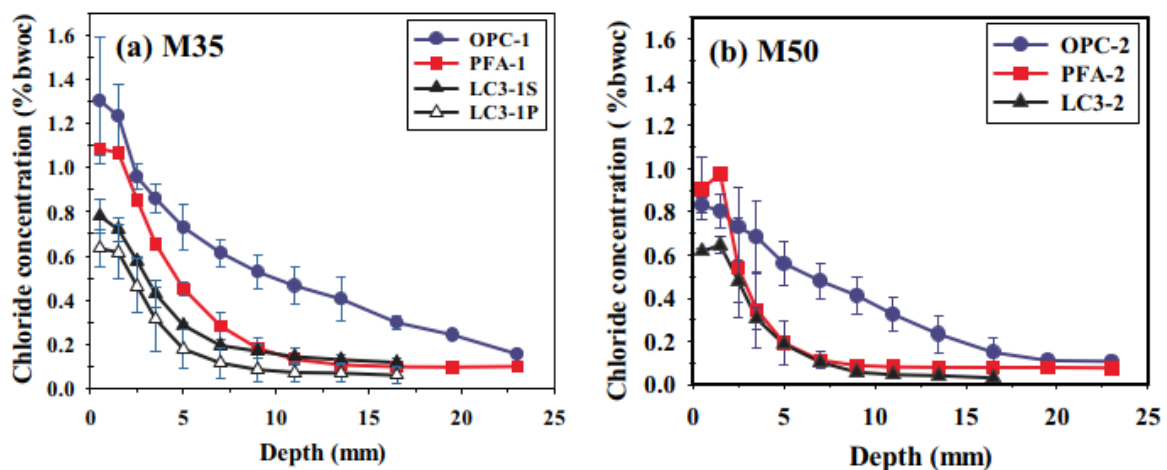 (a) M35
OPC-1
PFA-1
LC3-1S
LC3-1P
Chloride concentration (%bwoc)
1.6
1.4
1.2
1.0
0.8
0.6
0.4
0.2
0.0
0 5 10 15 20 25
Depth (mm)
(b) M50
OPC-2
PFA-2
LC3-2
Chloride concentration ( %bwoc)
1.6
1.4
1.2
1.0
0.8
0.6
0.4
0.2
0.0
0 5 10 15 20 25
Depth (mm)